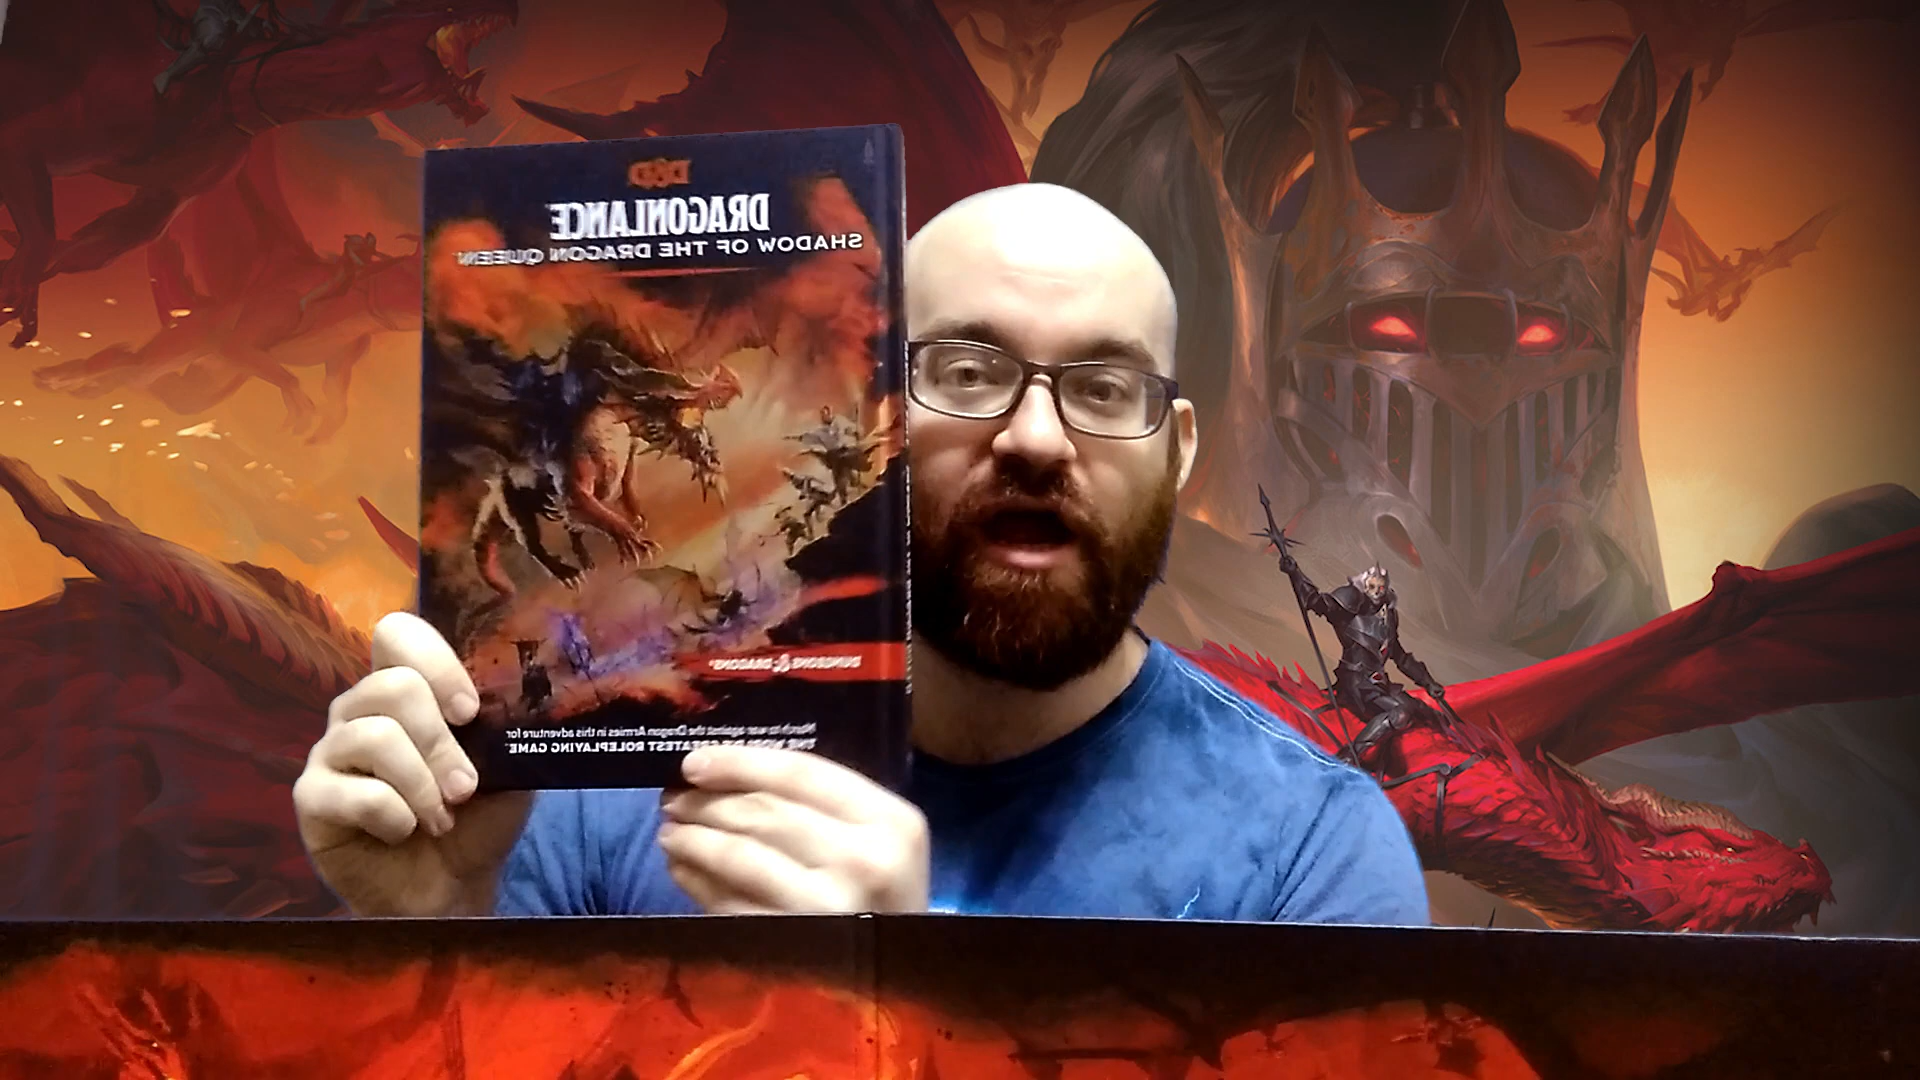 D&D
DRAGONLANCE
SHADOW OF THE DRAGON QUEEN
DUNGEONS & DRAGONS®
March to war against the Dragon Armies in this adventure for
THE WORLD'S GREATEST ROLEPLAYING GAME